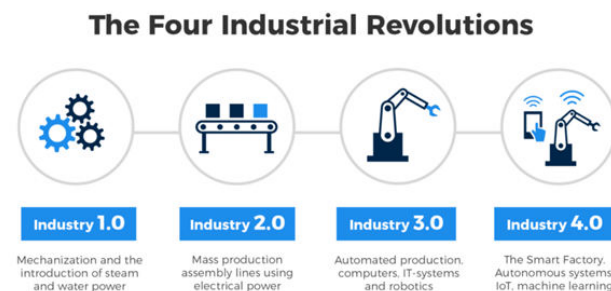 The Four Industrial Revolutions
Industry 1.0
Industry 2.0
Industry 3.0
Industry 4.0
Mechanization and the
introduction of steam
and water power
Mass production
assembly lines using
electrical power
Automated production,
computers, IT-systems
and robotics
The Smart Factory.
Autonomous systems,
IoT, machine learning